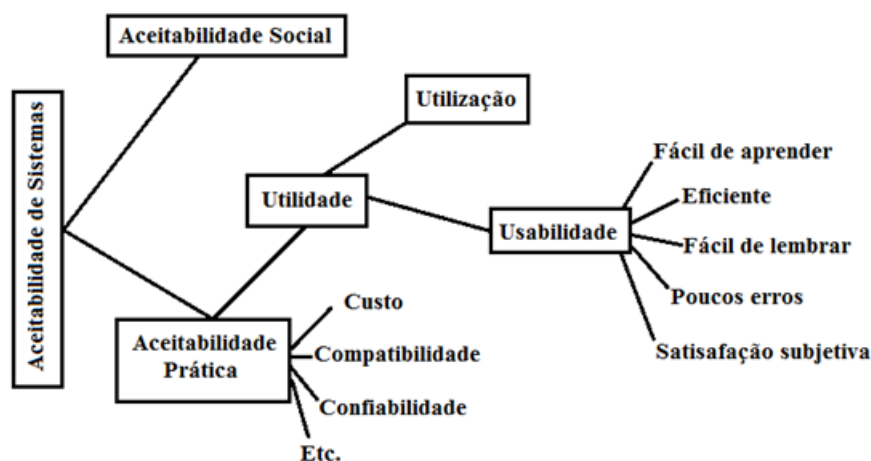 Aceitabilidade Social
Aceitabilidade de Sistemas
Utilização
Utilidade
Usabilidade
Fácil de aprender
Eficiente
Fácil de lembrar
Poucos erros
Satisafação subjetiva
Aceitabilidade
Prática
Custo
Compatibilidade
Confiabilidade
Etc.